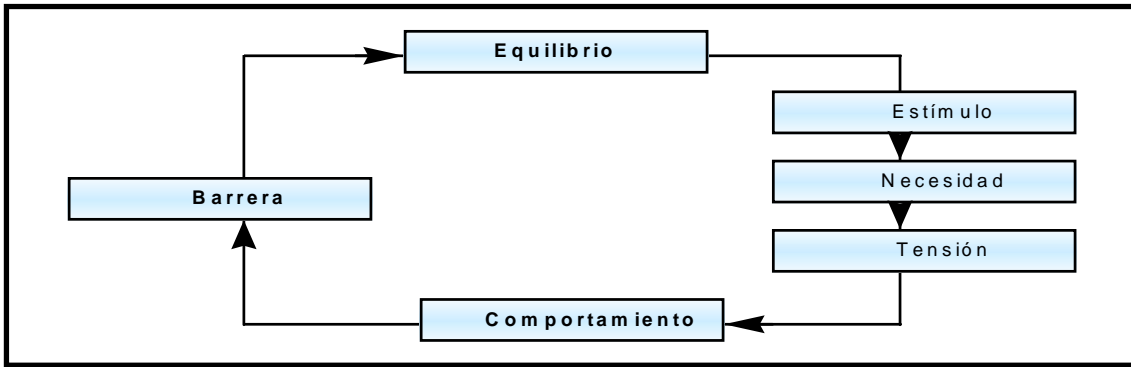 Equilibrio
Estímulo
Necesidad
Tensión
Comportamiento
Barrera